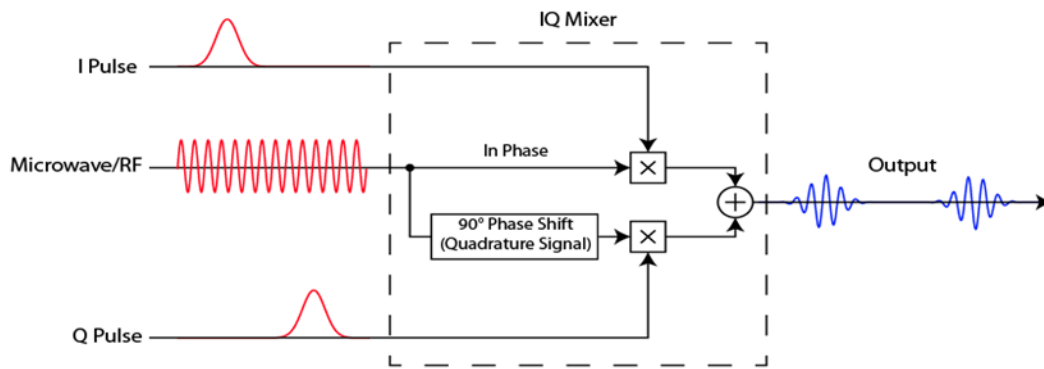 IQ Mixer
I Pulse
In Phase
Microwave/RF
Output
90° Phase Shift
(Quadrature Signal)
Q Pulse